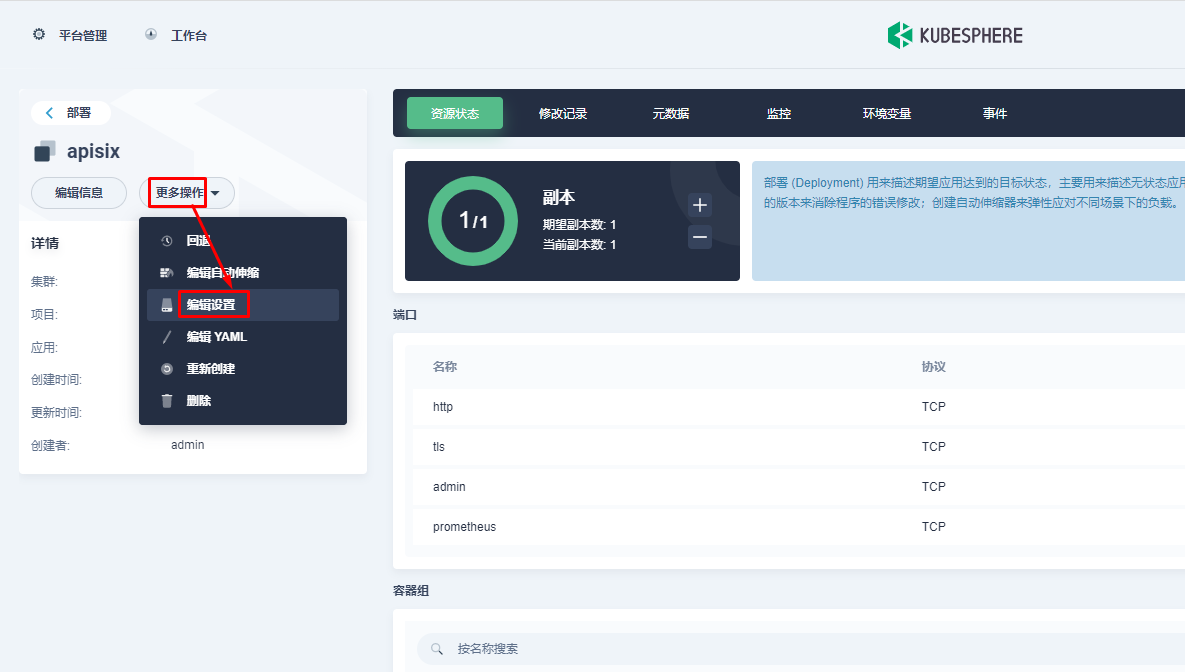 平台管理
工作台
KUBESPHERE
部署
apisix
编辑信息
更多操作
回退
编辑自动伸缩
编辑设置
编辑 YAML
重新创建
删除
详情
集群:
项目:
应用:
创建时间:
更新时间:
创建者:
admin
资源状态
修改记录
元数据
监控
环境变量
事件
1/1
副本
期望副本数: 1
当前副本数: 1
部署 (Deployment) 用来描述期望应用达到的目标状态，主要用来描述无状态应用
的版本来消除程序的错误修改；创建自动伸缩器来弹性应对不同场景下的负载。
端口
名称 协议
http TCP
tls TCP
admin TCP
prometheus TCP
容器组
按名称搜索